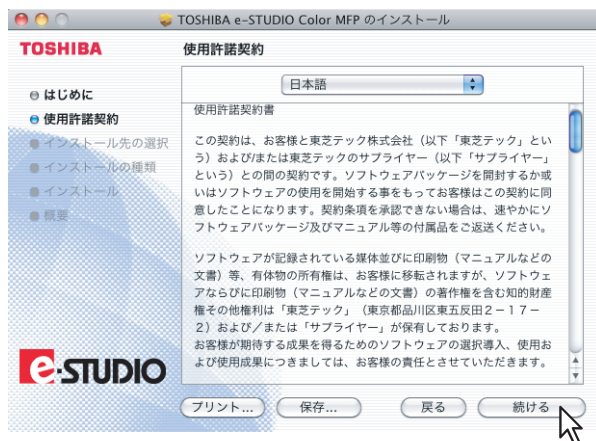 TOSHIBA e-STUDIO Color MFP のインストール
TOSHIBA
使用許諾契約
はじめに
使用許諾契約
インストール先の選択
インストールの種類
インストール
概要
e-STUDIO
日本語
使用許諾契約書
この契約は、お客様と東芝テック株式会社（以下「東芝テック」とい
う）および/または東芝テックのサプライヤー（以下「サプライヤー」
という）との間の契約です。ソフトウェアパッケージを開封するか或
いはソフトウェアの使用を開始する事をもってお客様はこの契約に同
意したことになります。契約条項を承認できない場合は、速やかにソ
フトウェアパッケージ及びマニュアル等の付属品をご返送ください。
ソフトウェアが記録されている媒体並びに印刷物（マニュアルなどの
文書）等、有体物の所有権は、お客様に移転されますが、ソフトウェ
アならびに印刷物（マニュアルなどの文書）の著作権を含む知的財産
権その他権利は「東芝テック」（東京都品川区東五反田２－１７－
２）および／または「サプライヤー」が保有しております。
お客様が期待する成果を得るためのソフトウェアの選択導入、使用お
よび使用成果につきましては、お客様の責任とさせていただきます。
プリント...
保存...
戻る
続ける